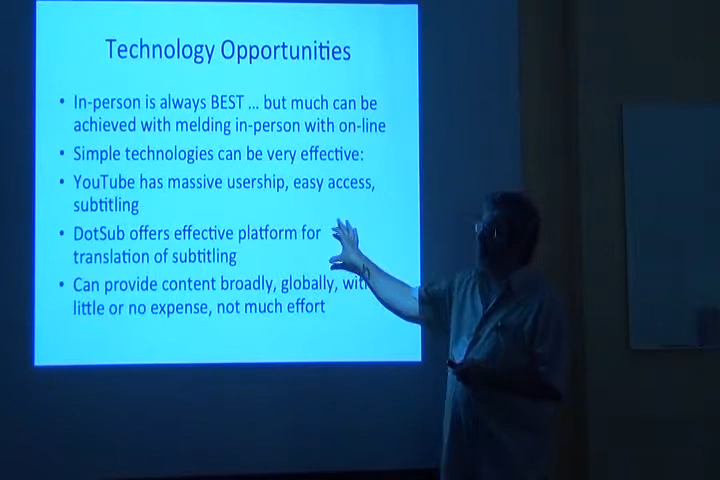 Technology Opportunities
• In-person is always BEST ... but much can be
achieved with melding in-person with on-line
• Simple technologies can be very effective:
• YouTube has massive usership, easy access,
subtitling
• DotSub offers effective platform for
translation of subtitling
• Can provide content broadly, globally, with
little or no expense, not much effort